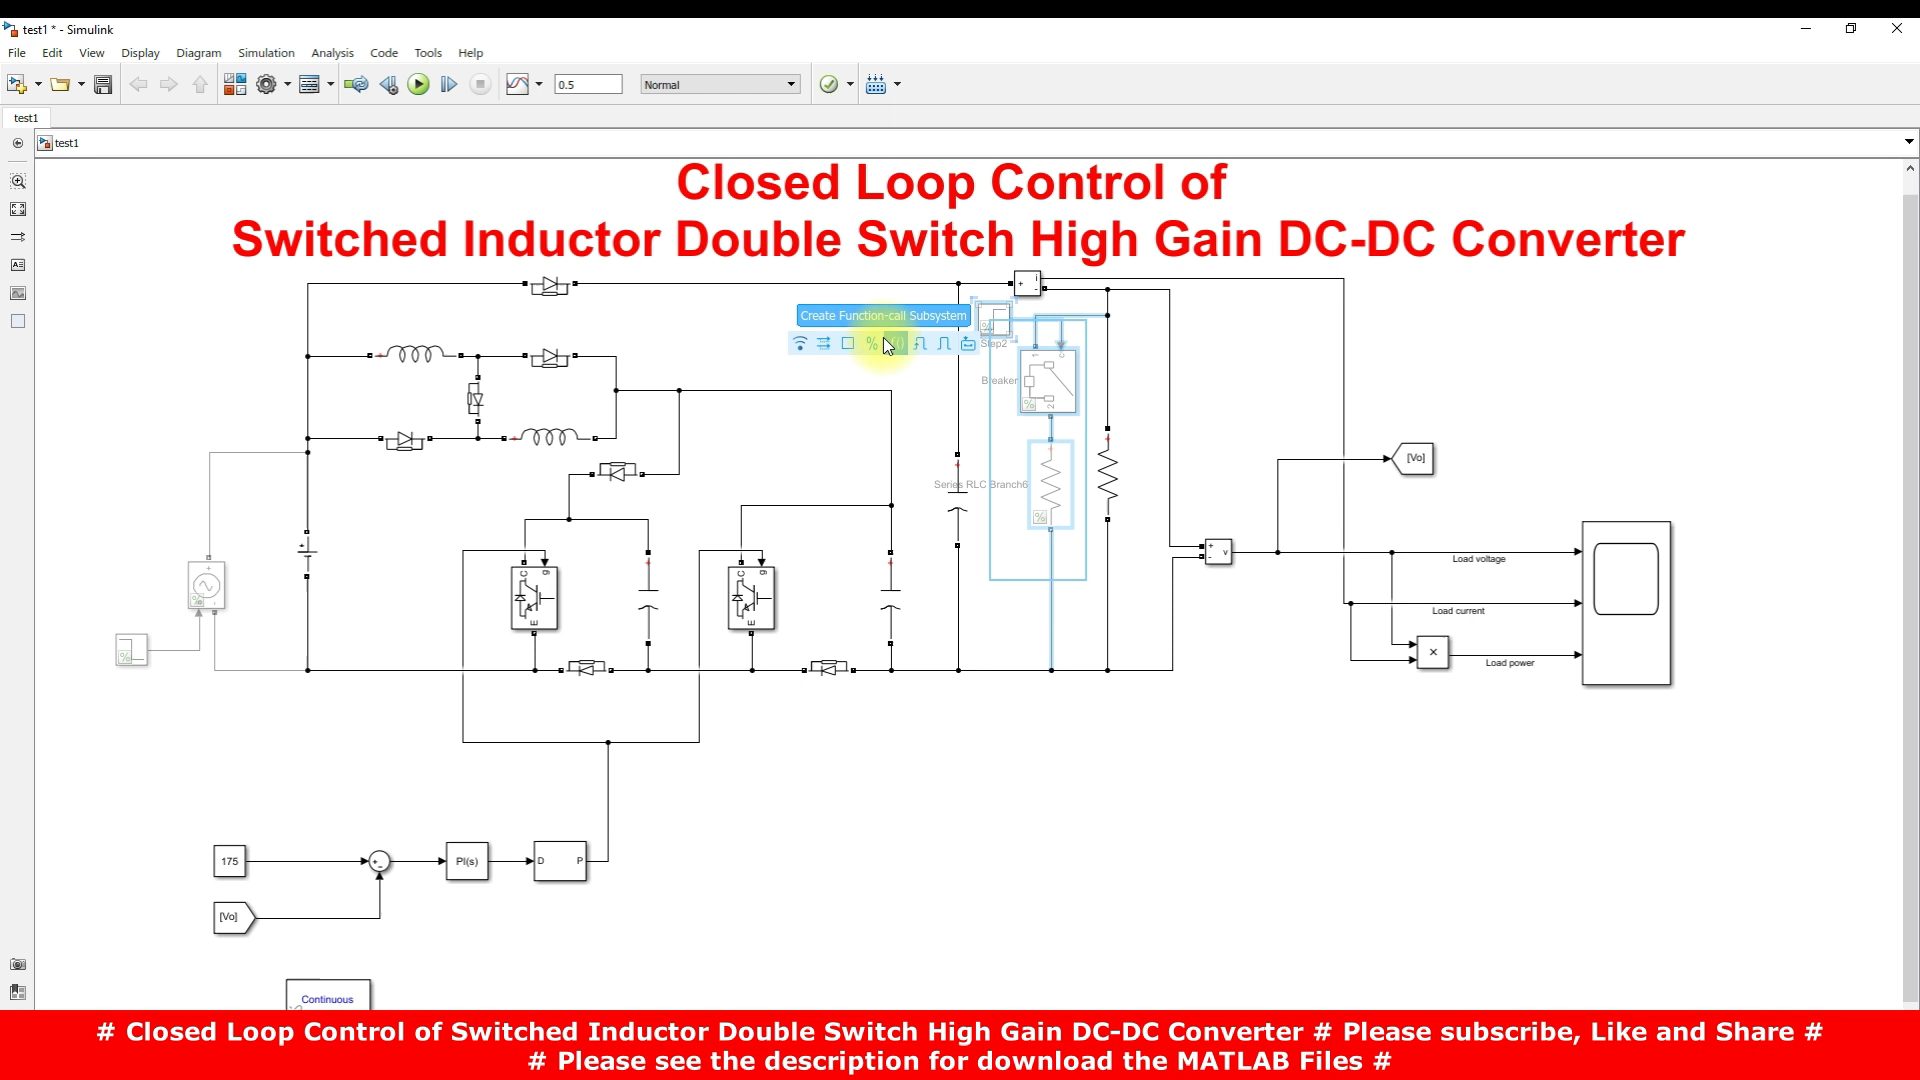 test1 * - Simulink
File Edit View Display Diagram Simulation Analysis Code Tools Help
0.5 Normal
test1
test1
Closed Loop Control of
Switched Inductor Double Switch High Gain DC-DC Converter
+ i
-
Create Function-call Subsystem
Step2
1 c
Breaker
2
[Vo]
Series RLC Branch6
+ v
-
Load voltage
C g
C g
E
E
Load current
×
Load power
175
+
-
PI(s)
D P
[Vo]
Continuous
# Closed Loop Control of Switched Inductor Double Switch High Gain DC-DC Converter # Please subscribe, Like and Share #
# Please see the description for download the MATLAB Files #